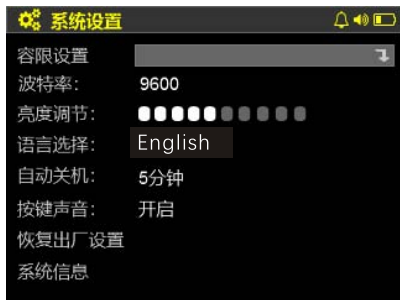 系统设置
容限设置
波特率： 9600
亮度调节：
语言选择： English
自动关机： 5分钟
按键声音： 开启
恢复出厂设置
系统信息